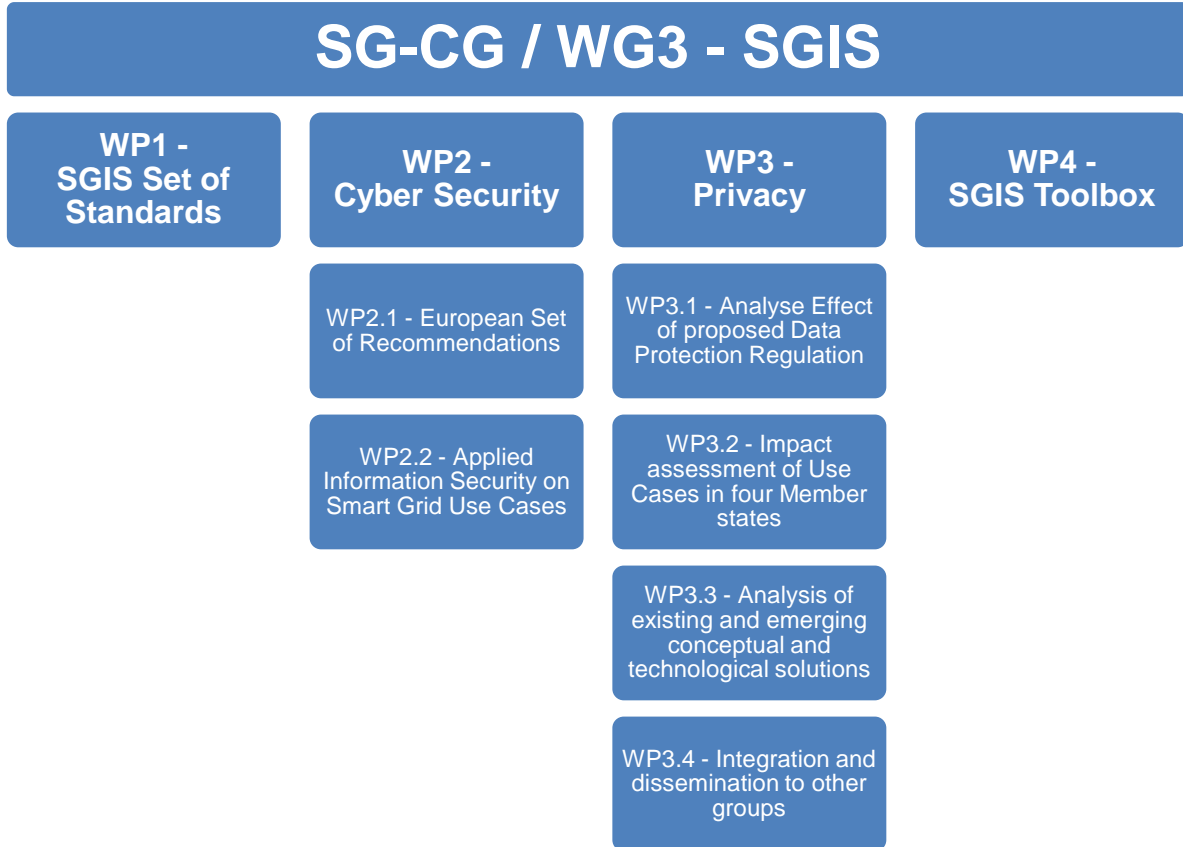 SG-CG / WG3 - SGIS
WP1 -
SGIS Set of
Standards
WP2 -
Cyber Security
WP3 -
Privacy
WP4 -
SGIS Toolbox
WP2.1 - European Set
of Recommendations
WP2.2 - Applied
Information Security on
Smart Grid Use Cases
WP3.1 - Analyse Effect
of proposed Data
Protection Regulation
WP3.2 - Impact
assessment of Use
Cases in four Member
states
WP3.3 - Analysis of
existing and emerging
conceptual and
technological solutions
WP3.4 - Integration and
dissemination to other
groups